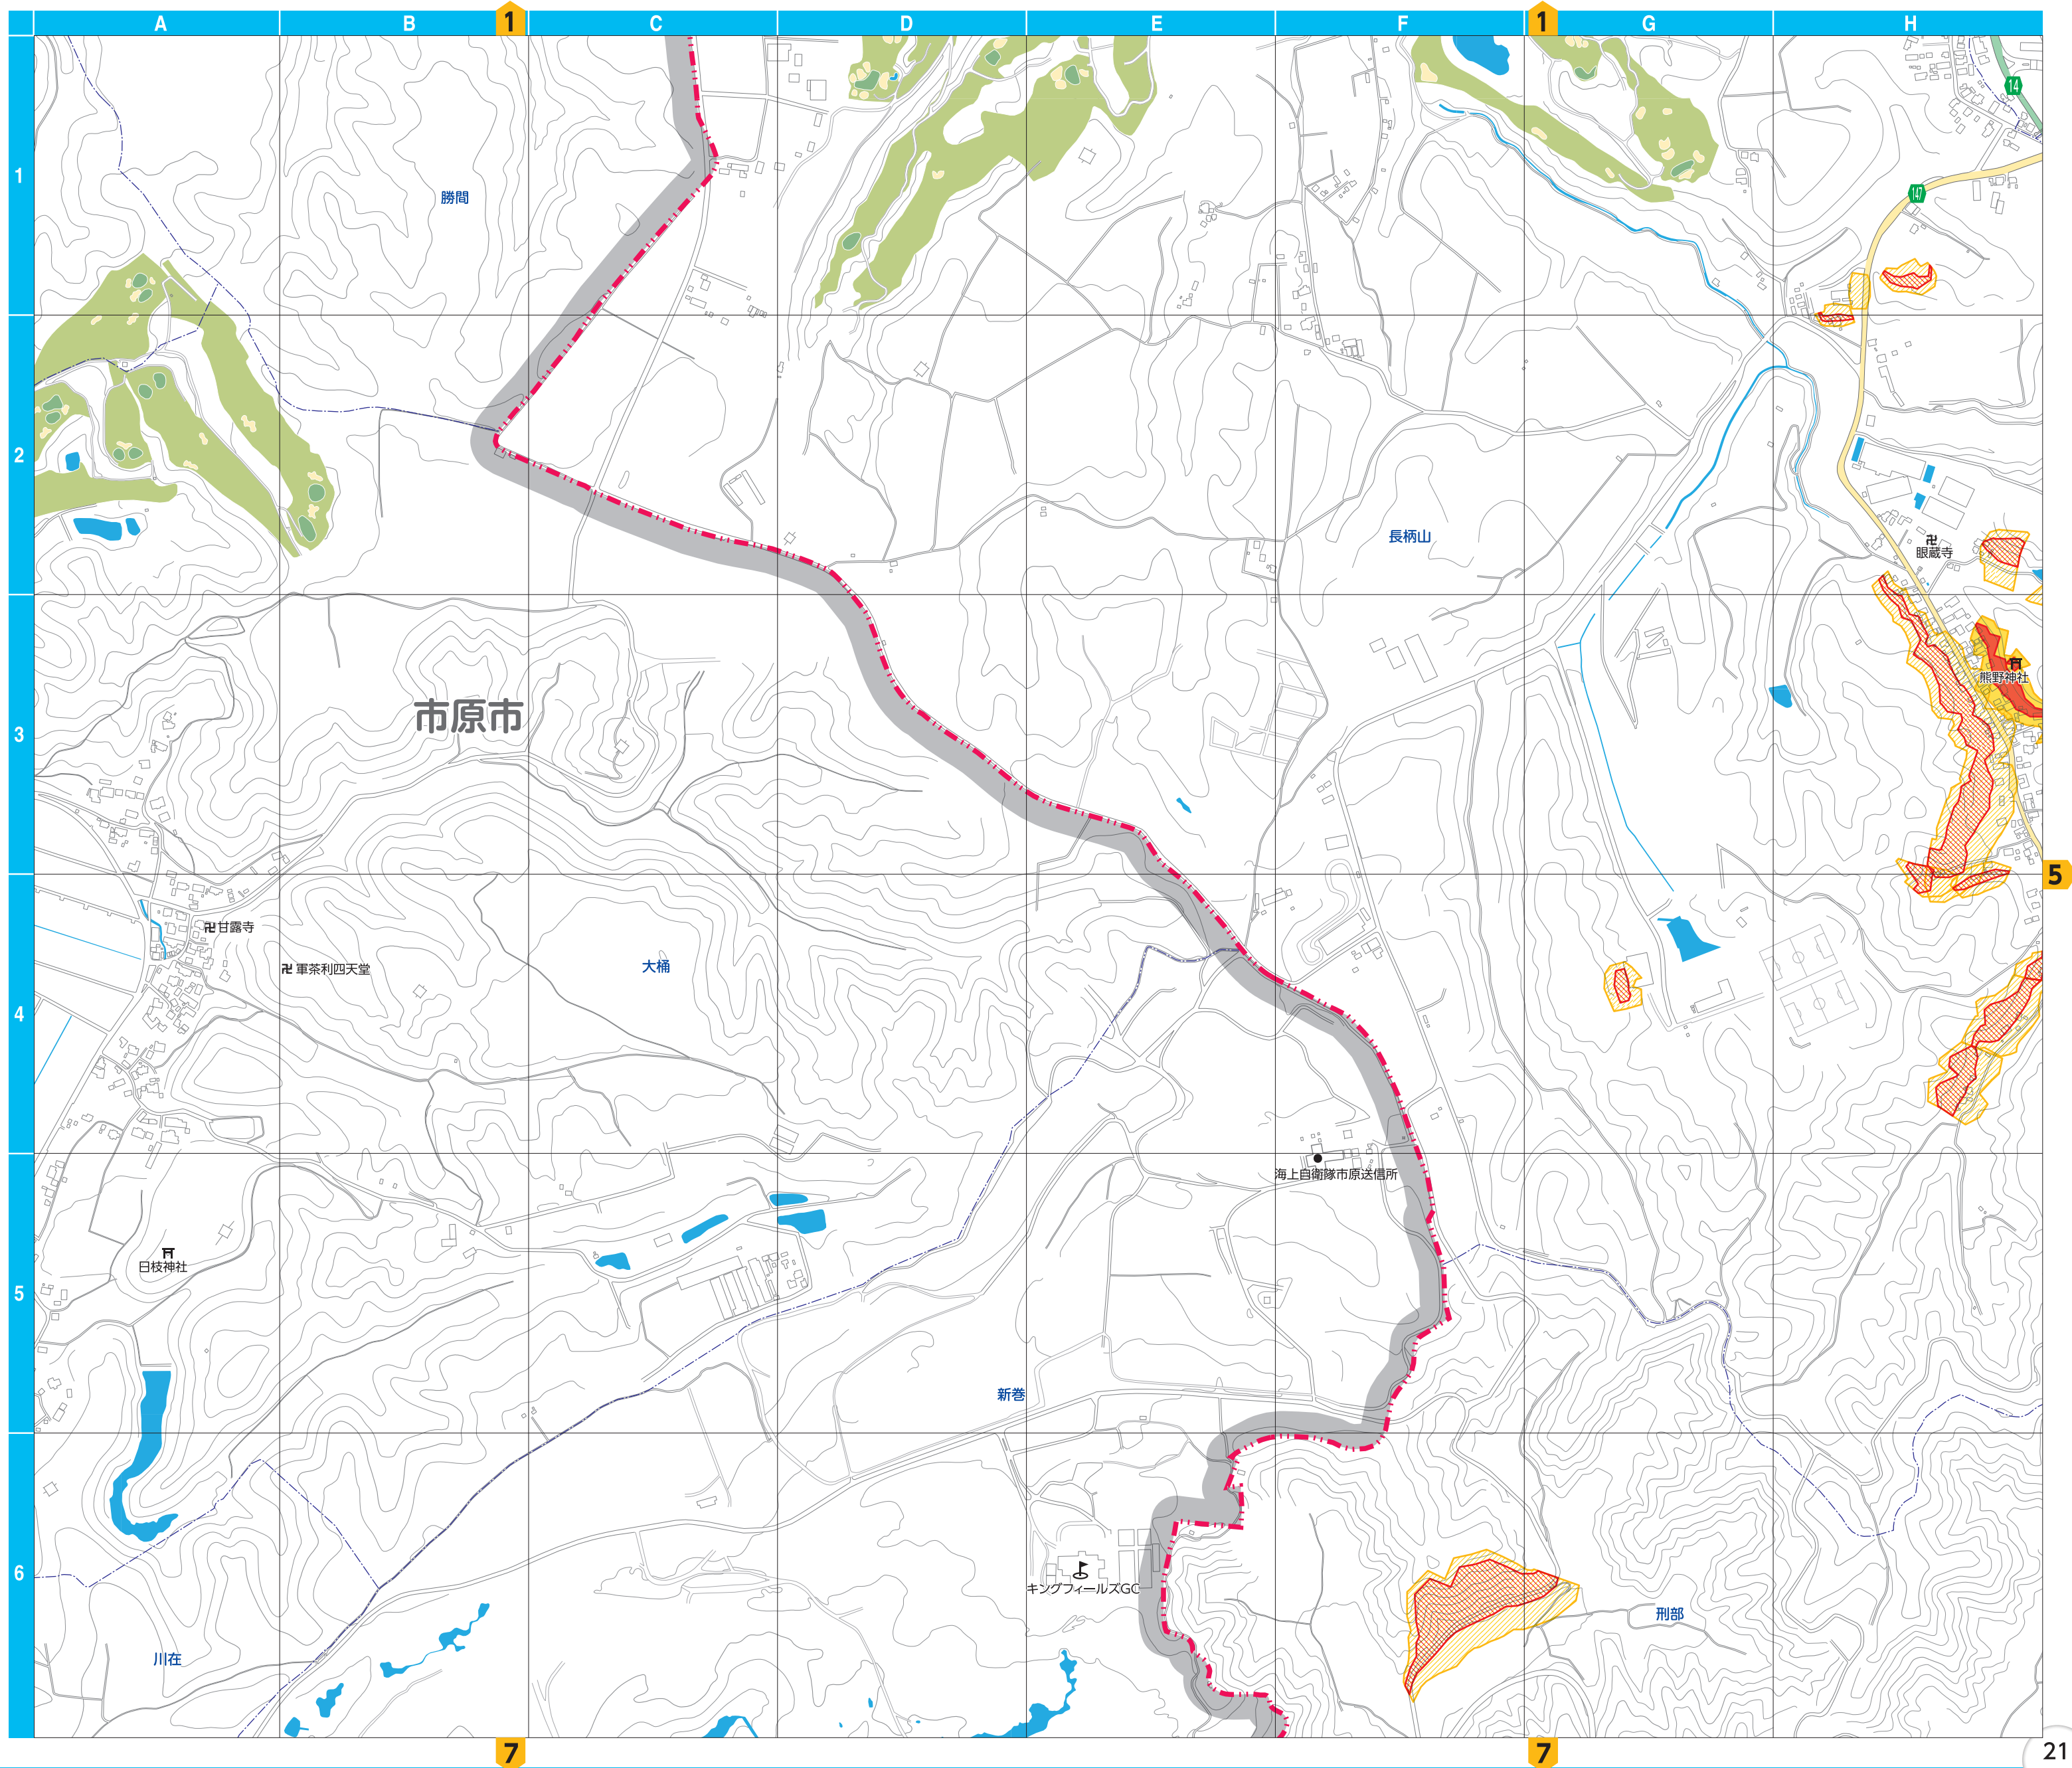 A B 1 C D E F 1 G H
14
1
147
勝間
2
長柄山
眼蔵寺
熊野神社
市原市
3
5
甘露寺
軍茶利四天堂
大桶
4
海上自衛隊市原送信所
日枝神社
5
新巻
6
キングフィールズGC
刑部
川在
7 7
21